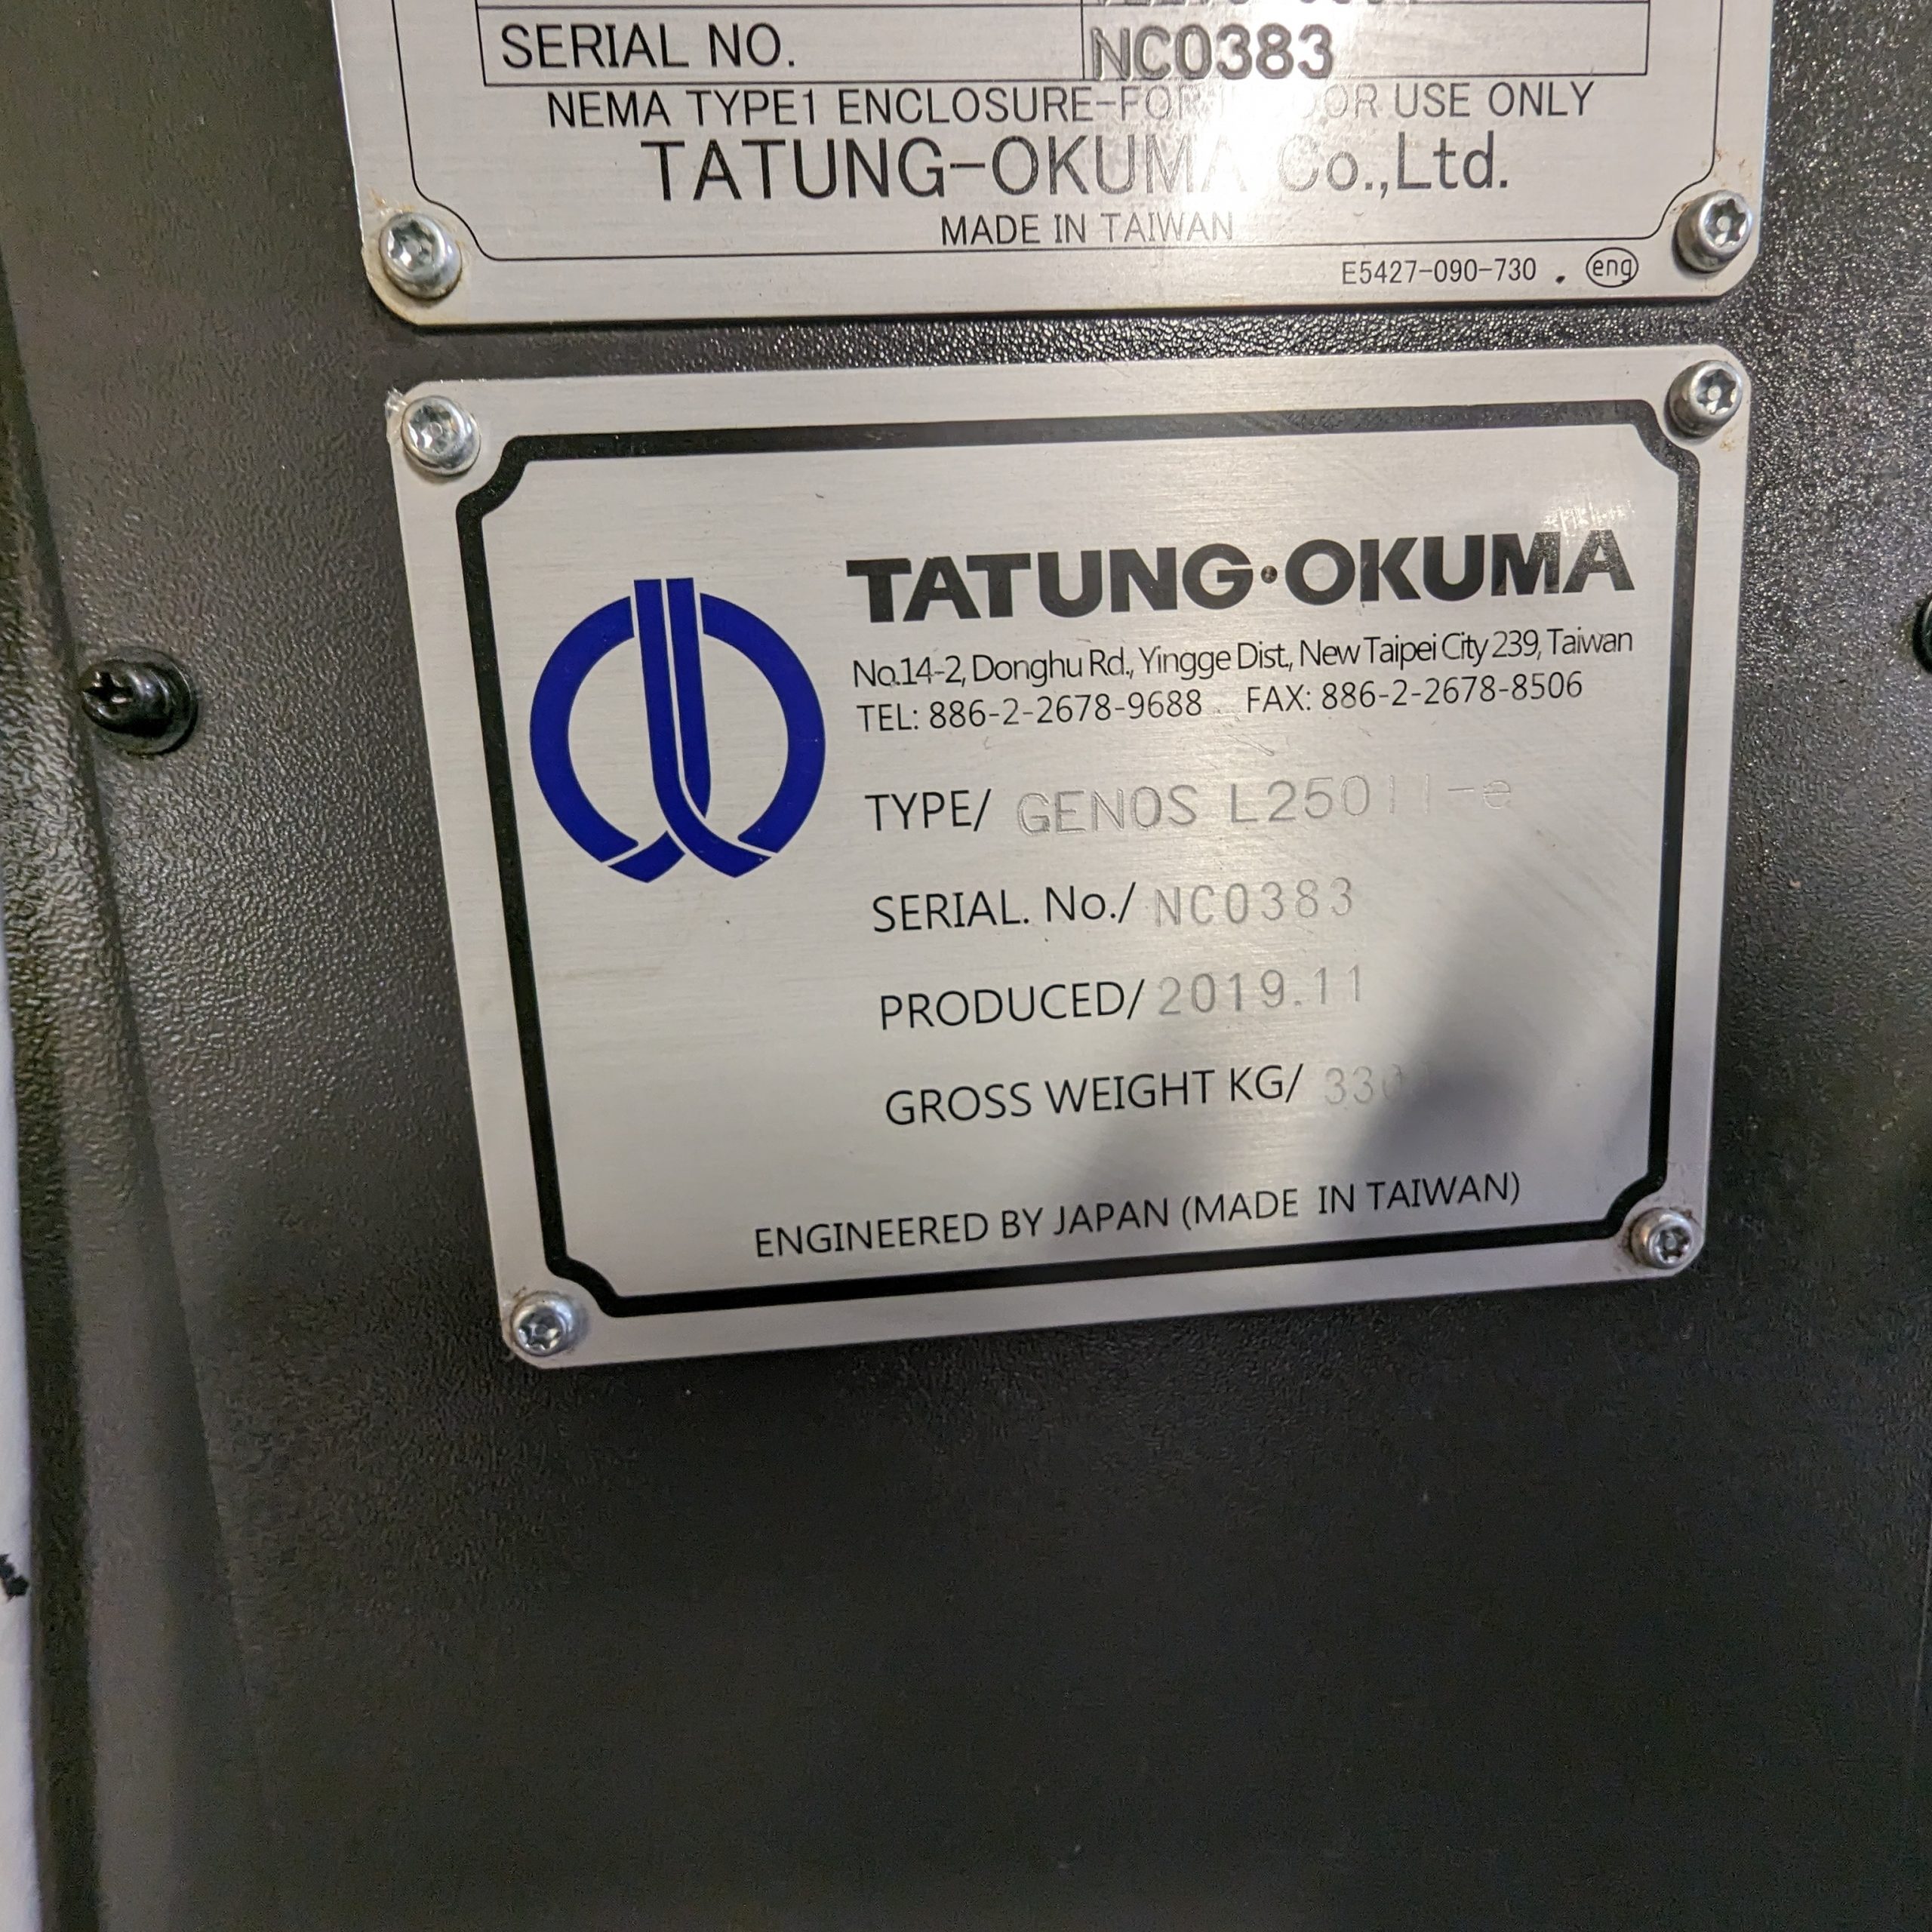 SERIAL NO. NC0383
NEMA TYPE1 ENCLOSURE-FOR INDOOR USE ONLY
TATUNG-OKUMA Co.,Ltd.
MADE IN TAIWAN
E5427-090-730 . eng
TATUNG·OKUMA
No.14-2, Donghu Rd., Yingge Dist., New Taipei City 239, Taiwan
TEL: 886-2-2678-9688 FAX: 886-2-2678-8506
TYPE/ GENOS L250II-e
SERIAL. No./ NC0383
PRODUCED/ 2019.11
GROSS WEIGHT KG/
ENGINEERED BY JAPAN (MADE IN TAIWAN)